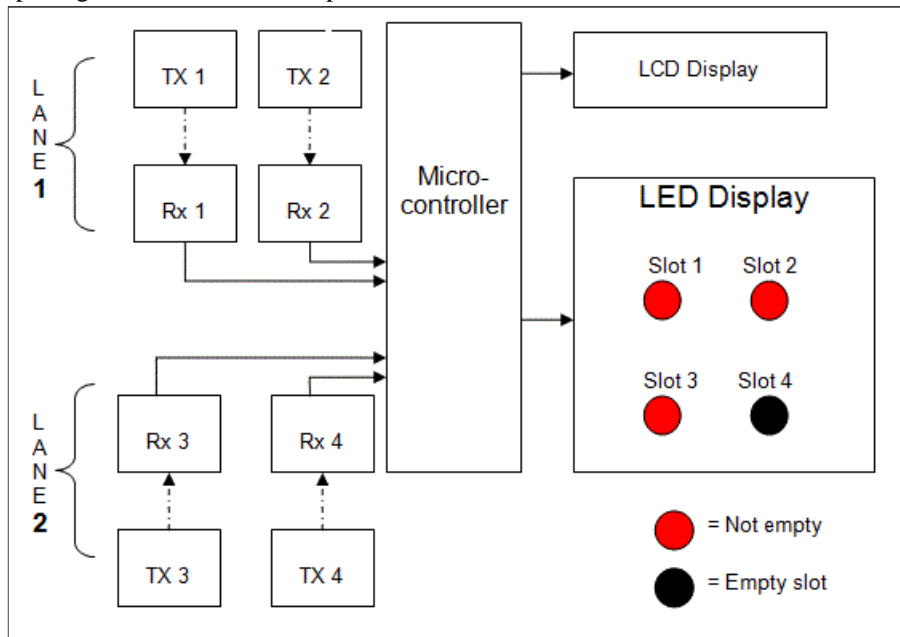 TX 1
TX 2
LCD Display
L
A
N
E
1
Rx 1
Rx 2
Micro-
controller
LED Display
Slot 1
Slot 2
Slot 3
Slot 4
L
A
N
E
2
Rx 3
Rx 4
TX 3
TX 4
= Not empty
= Empty slot